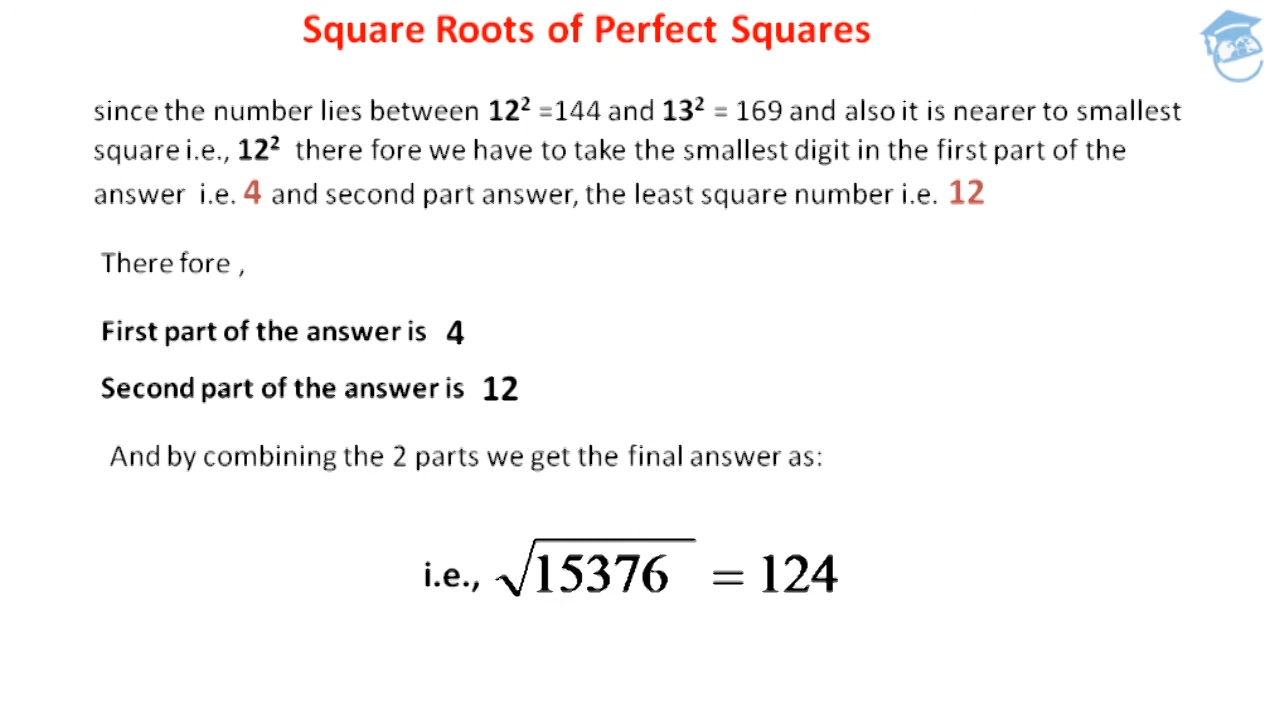 Square Roots of Perfect Squares
since the number lies between 12² =144 and 13² = 169 and also it is nearer to smallest
square i.e., 12² there fore we have to take the smallest digit in the first part of the
answer i.e. 4 and second part answer, the least square number i.e. 12
There fore ,
First part of the answer is 4
Second part of the answer is 12
And by combining the 2 parts we get the final answer as:
i.e., √15376 = 124